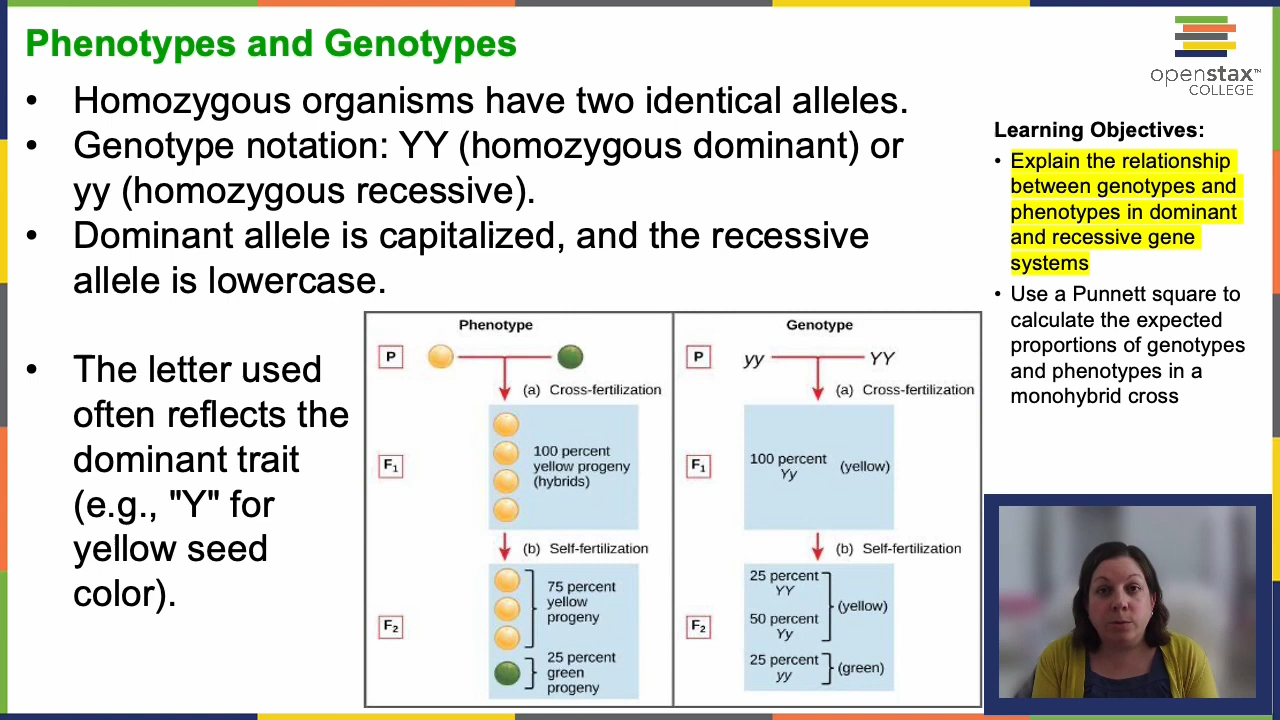 Phenotypes and Genotypes
• Homozygous organisms have two identical alleles.
• Genotype notation: YY (homozygous dominant) or
yy (homozygous recessive).
• Dominant allele is capitalized, and the recessive
allele is lowercase.
• The letter used
often reflects the
dominant trait
(e.g., "Y" for
yellow seed
color).
Phenotype
P
(a) Cross-fertilization
F1
100 percent
yellow progeny
(hybrids)
(b) Self-fertilization
F2
75 percent
yellow
progeny
25 percent
green
progeny
Genotype
P
yy YY
(a) Cross-fertilization
F1
100 percent
Yy
(yellow)
(b) Self-fertilization
F2
25 percent
YY
50 percent
Yy
(yellow)
25 percent
yy
(green)
openstax™
COLLEGE
Learning Objectives:
• Explain the relationship
between genotypes and
phenotypes in dominant
and recessive gene
systems
• Use a Punnett square to
calculate the expected
proportions of genotypes
and phenotypes in a
monohybrid cross